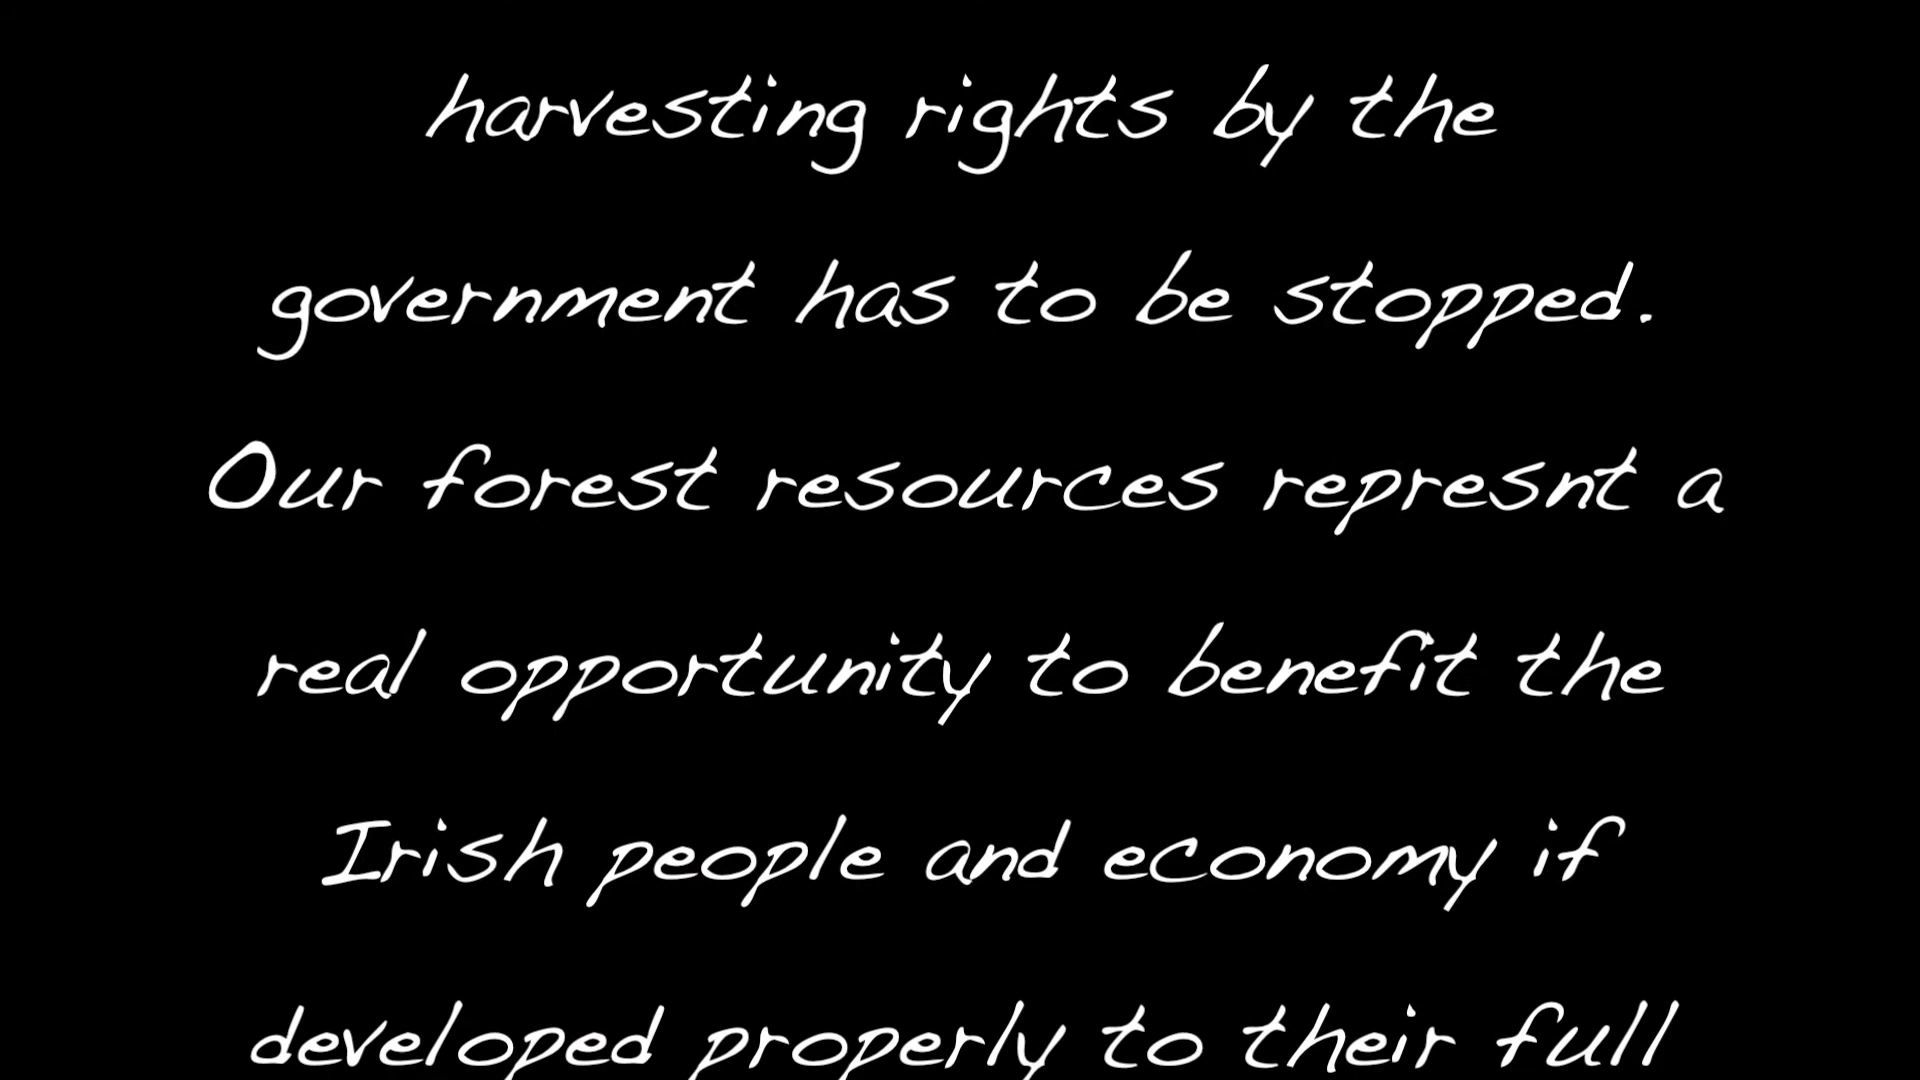 harvesting rights by the
government has to be stopped.
Our forest resources represnt a
real opportunity to benefit the
Irish people and economy if
developed properly to their full